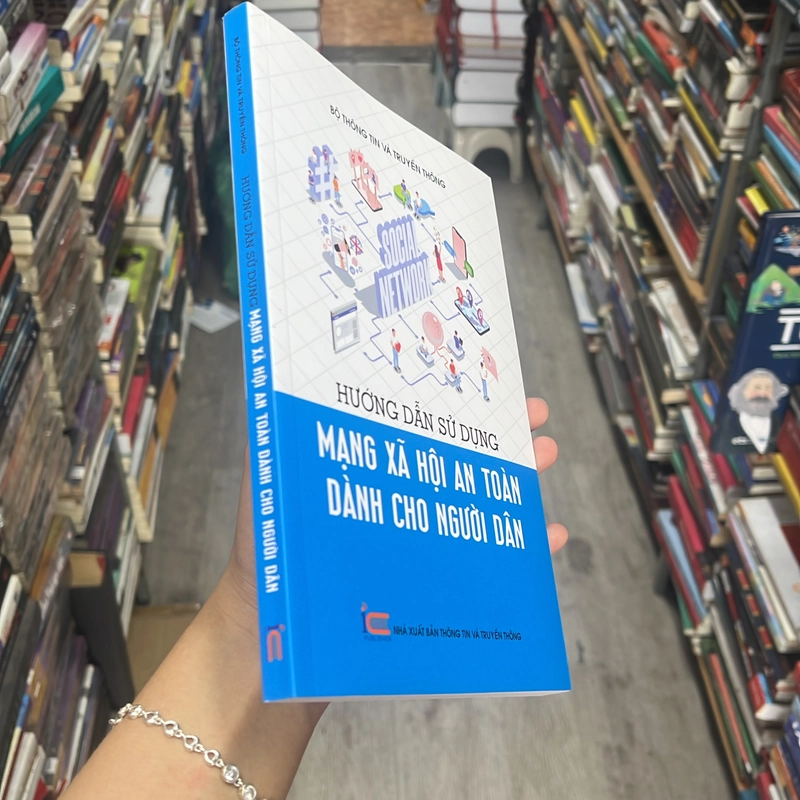 BỘ THÔNG TIN VÀ TRUYỀN THÔNG
SOCIAL
NETWORK
HƯỚNG DẪN SỬ DỤNG
MẠNG XÃ HỘI AN TOÀN
DÀNH CHO NGƯỜI DÂN
NHÀ XUẤT BẢN THÔNG TIN VÀ TRUYỀN THÔNG
BỘ THÔNG TIN VÀ TRUYỀN THÔNG
HƯỚNG DẪN SỬ DỤNG MẠNG XÃ HỘI AN TOÀN DÀNH CHO NGƯỜI DÂN